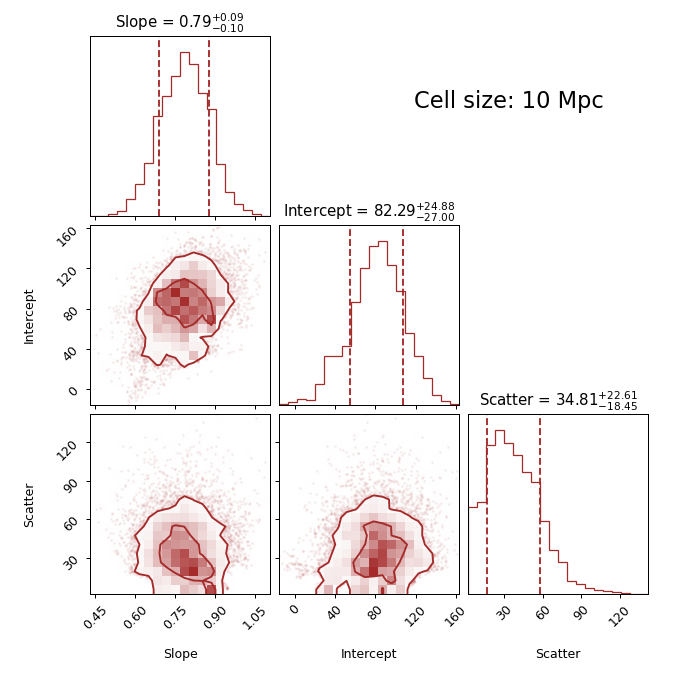 Slope = 0.79+0.09 −0.10
Cell size: 10 Mpc
Intercept = 82.29+24.88 −27.00
160
120
80
40
0
Intercept
Scatter = 34.81+22.61 −18.45
120
90
60
30
Scatter
0.45 0.60 0.75 0.90 1.05
0 40 80 120 160
30 60 90 120
Slope
Intercept
Scatter